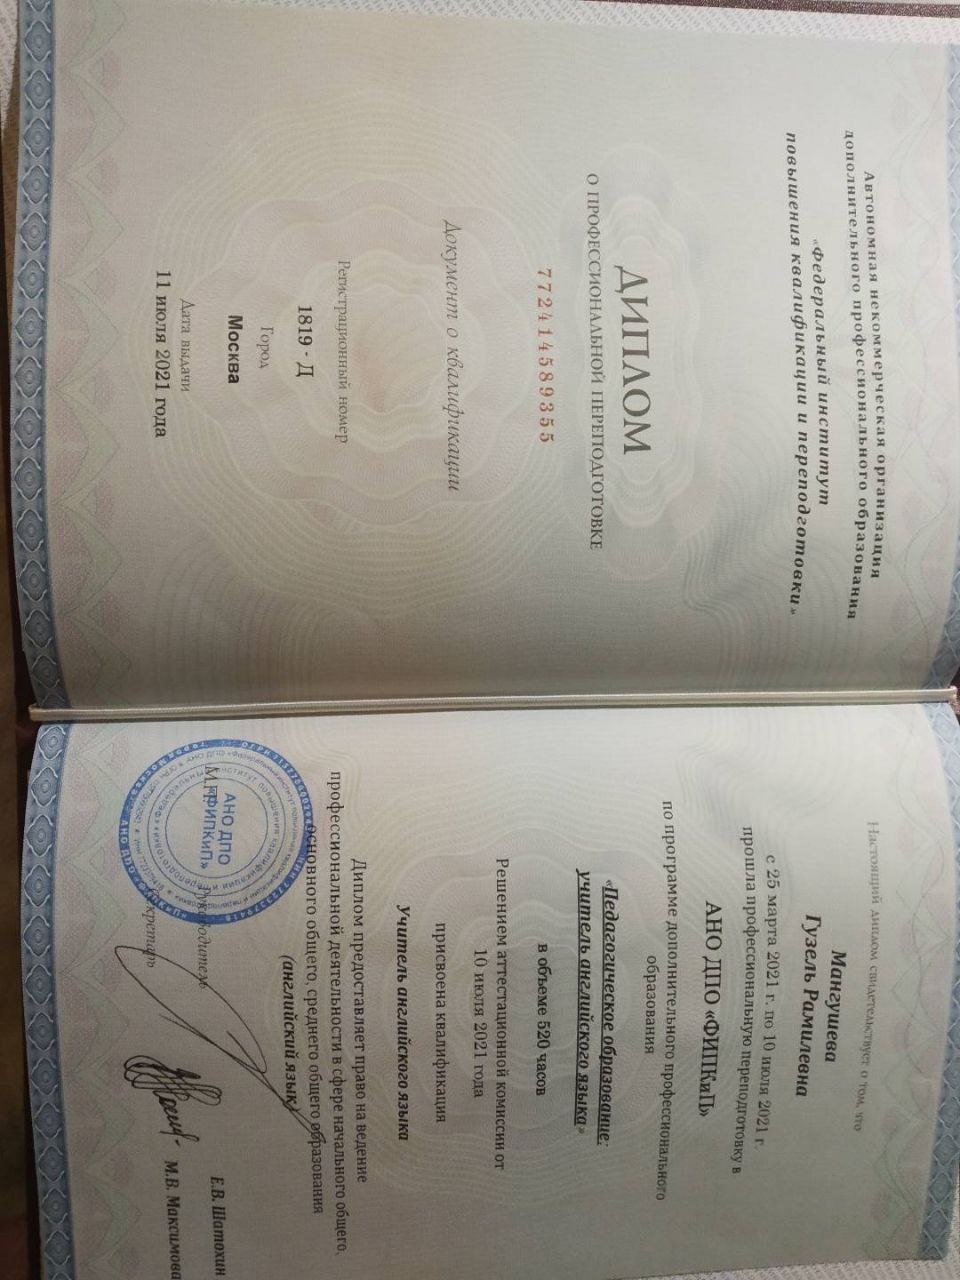 Автономная некоммерческая организация
дополнительного профессионального образования
«Федеральный институт
повышения квалификации и переподготовки»
ДИПЛОМ
О ПРОФЕССИОНАЛЬНОЙ ПЕРЕПОДГОТОВКЕ
772414589355
Документ о квалификации
Регистрационный номер
1819 - Д
Город
Москва
Дата выдачи
11 июля 2021 года
Настоящий диплом свидетельствует о том, что
Мангушева
Гузель Рамилевна
с 25 марта 2021 г. по 10 июля 2021 г.
прошла профессиональную переподготовку в
АНО ДПО «ФИПКиП»
по программе дополнительного профессионального
образования
«Педагогическое образование:
учитель английского языка»
в объеме 520 часов
Решением аттестационной комиссии от
10 июля 2021 года
присвоена квалификация
Учитель английского языка
Диплом предоставляет право на ведение
профессиональной деятельности в сфере начального общего,
основного общего, среднего общего образования
(английский язык)
М.П.
Руководитель
Е.В. Шатохин
Секретарь
М.В. Максимова
АНО ДПО
«ФИПКиП»